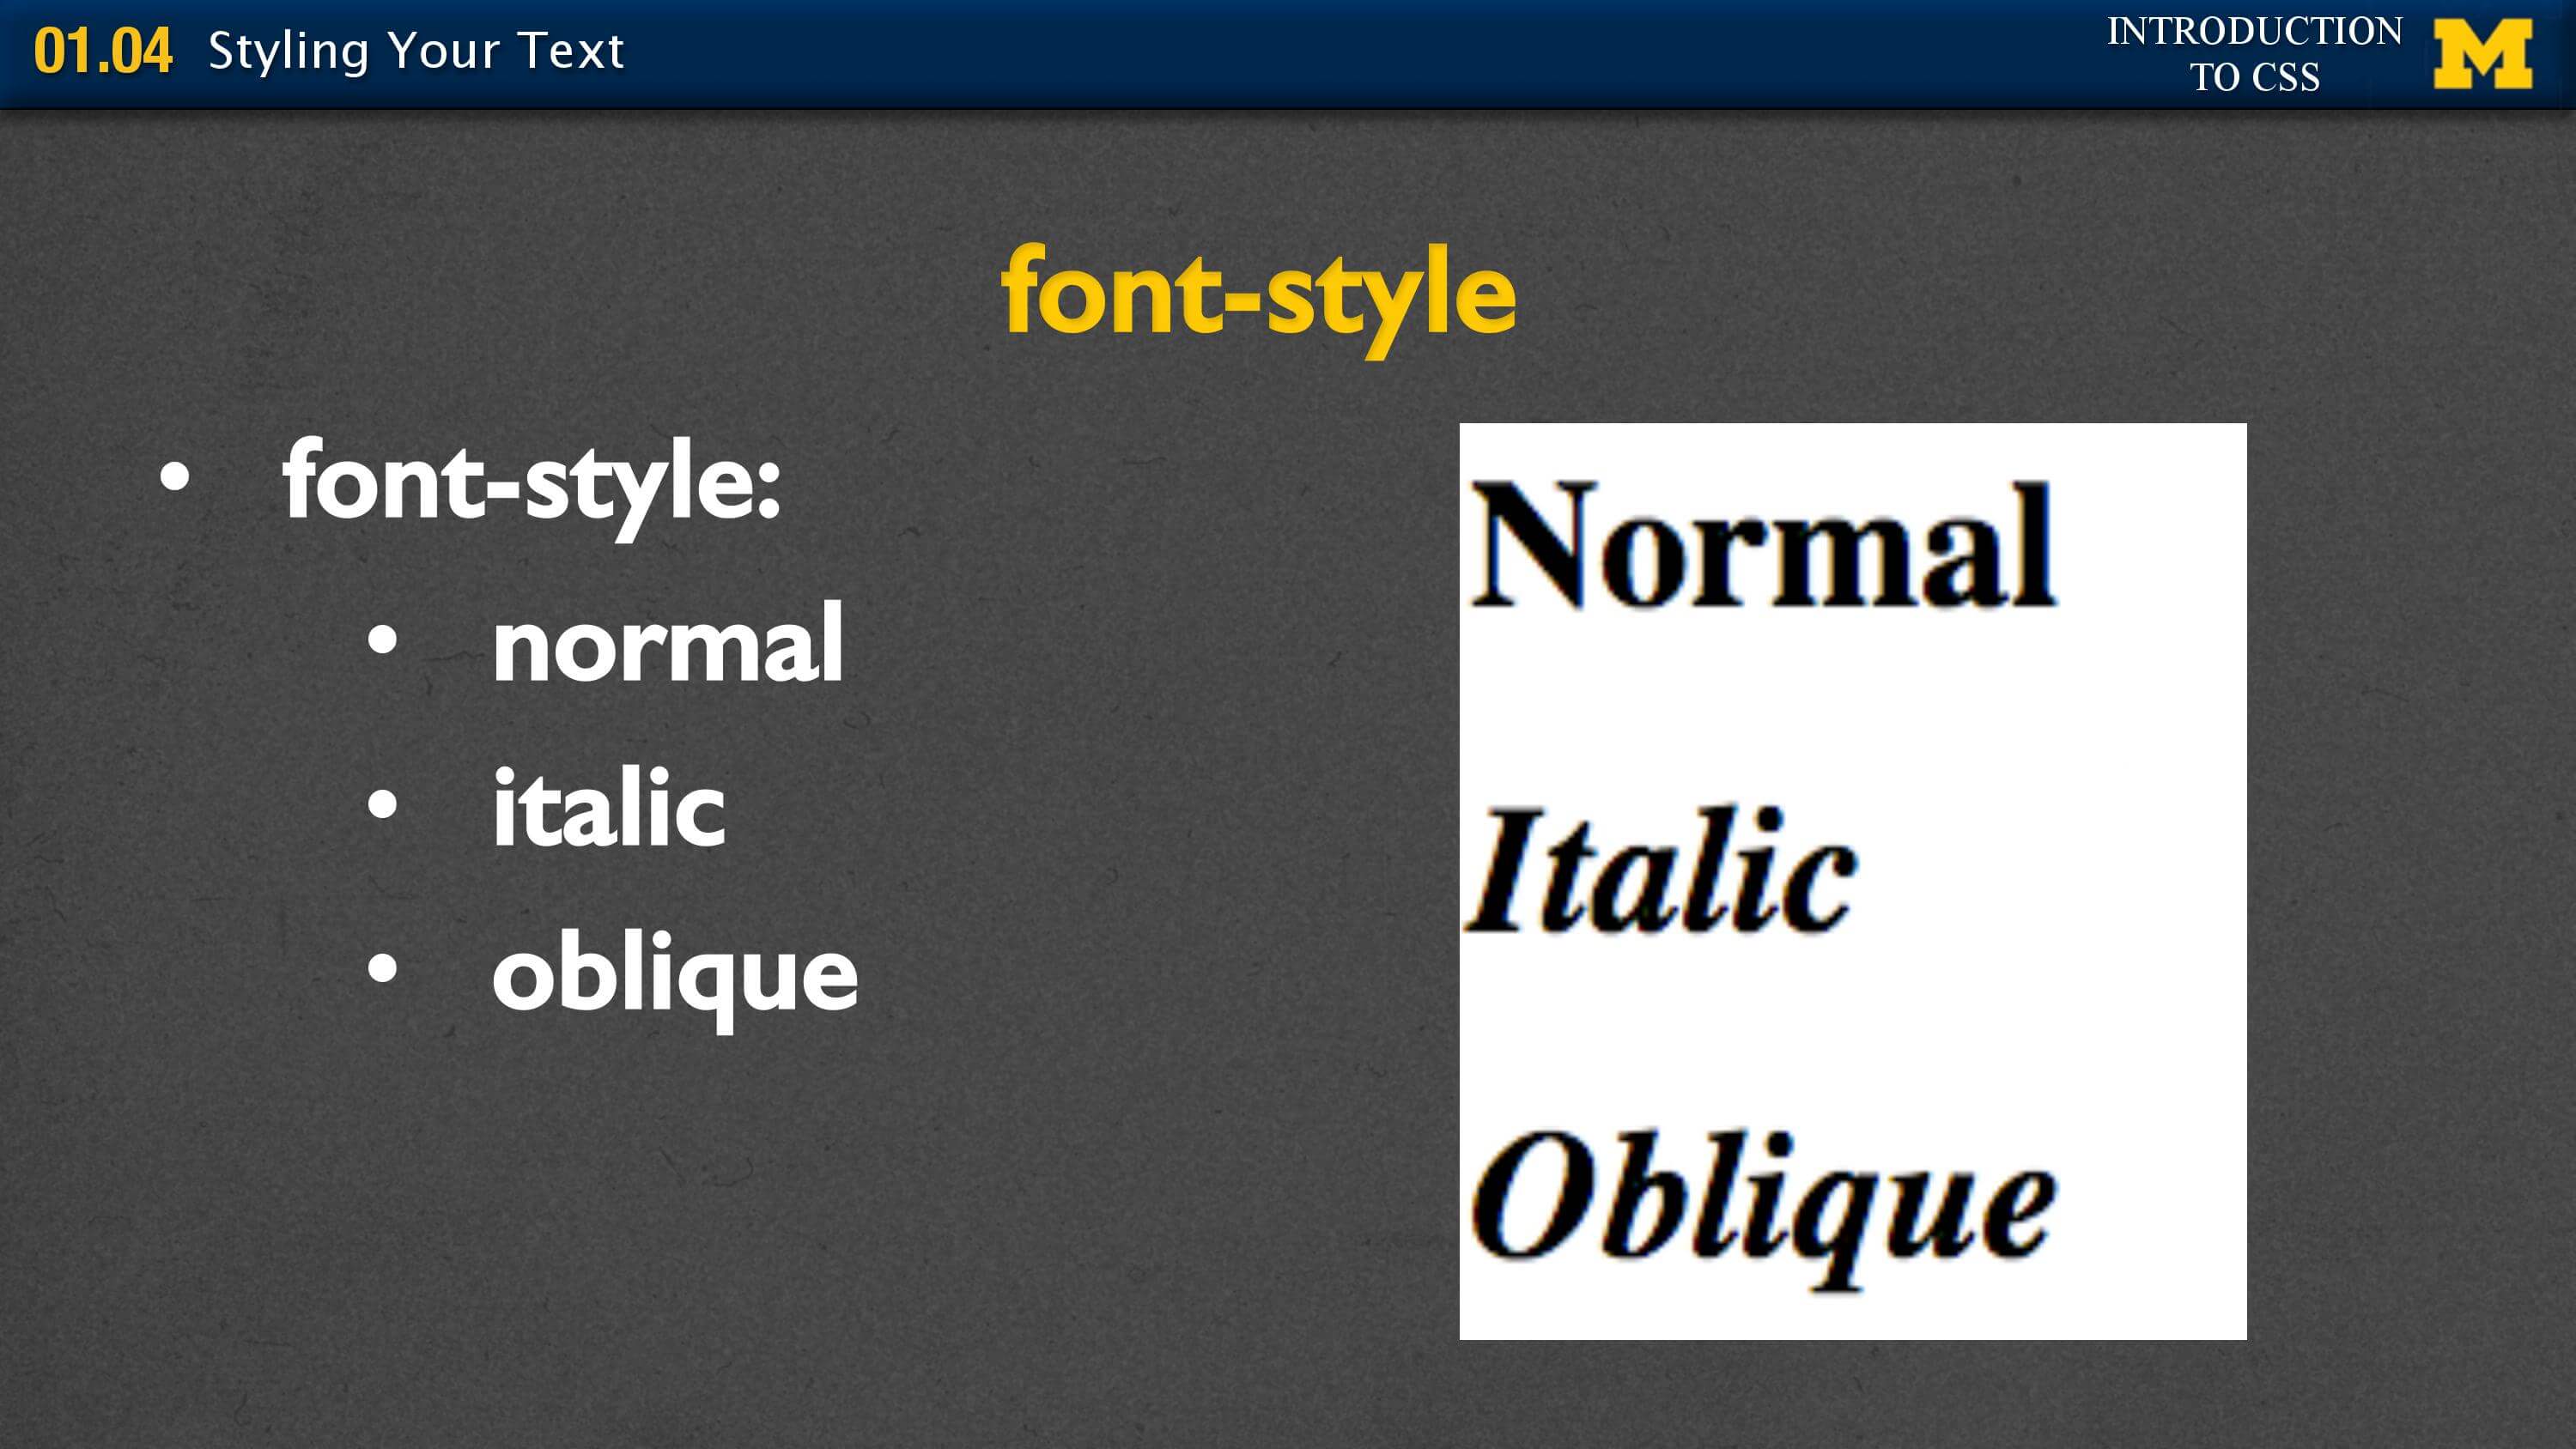 01.04 Styling Your Text
INTRODUCTION
TO CSS
M
font-style
• font-style:
• normal
• italic
• oblique
Normal
Italic
Oblique